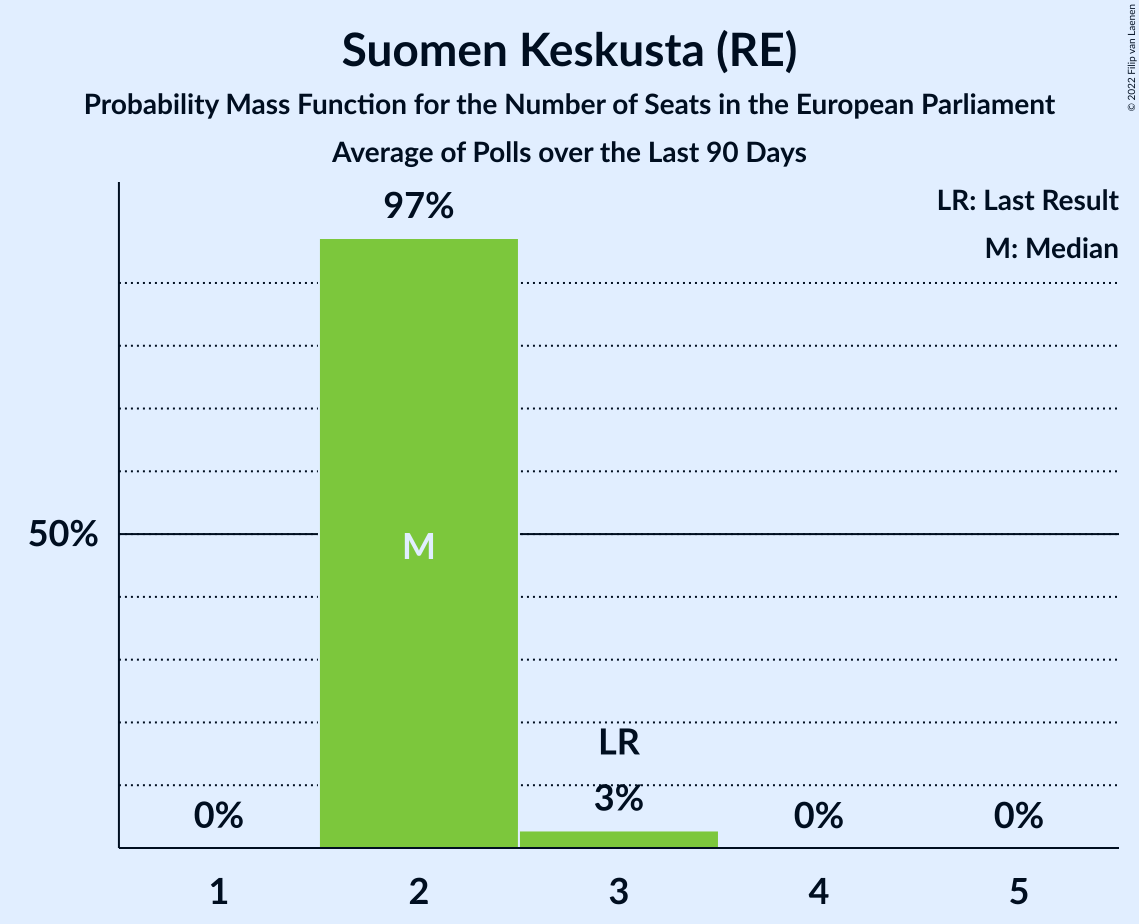 Suomen Keskusta (RE)
Probability Mass Function for the Number of Seats in the European Parliament
Average of Polls over the Last 90 Days
© 2022 Filip van Laenen
LR: Last Result
M: Median
97%
50%
M
LR
0%
3%
0%
0%
1
2
3
4
5